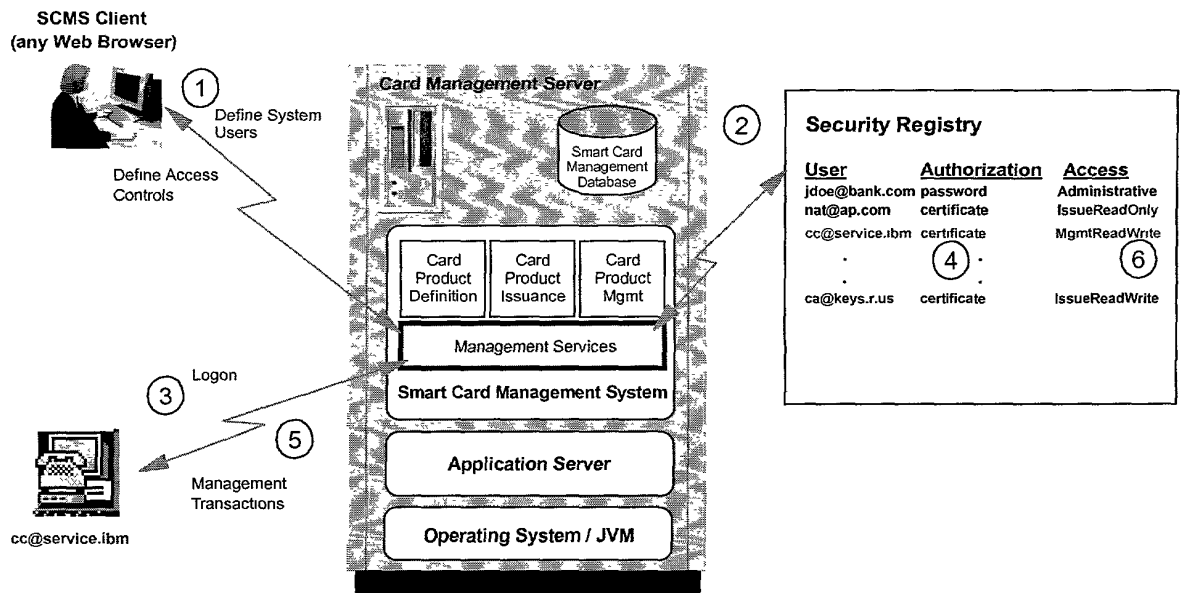 SCMS Client
(any Web Browser)
1
Define System
Users
Define Access
Controls
Card Management Server
Smart Card
Management
Database
2
Card
Product
Definition
Card
Product
Issuance
Card
Product
Mgmt
Management Services
Smart Card Management System
Application Server
Operating System / JVM
3
Logon
5
Management
Transactions
cc@service.ibm
Security Registry
User Authorization Access
jdoe@bank.com password Administrative
nat@ap.com certificate IssueReadOnly
cc@service.ibm certificate MgmtReadWrite
4 6
ca@keys.r.us certificate IssueReadWrite